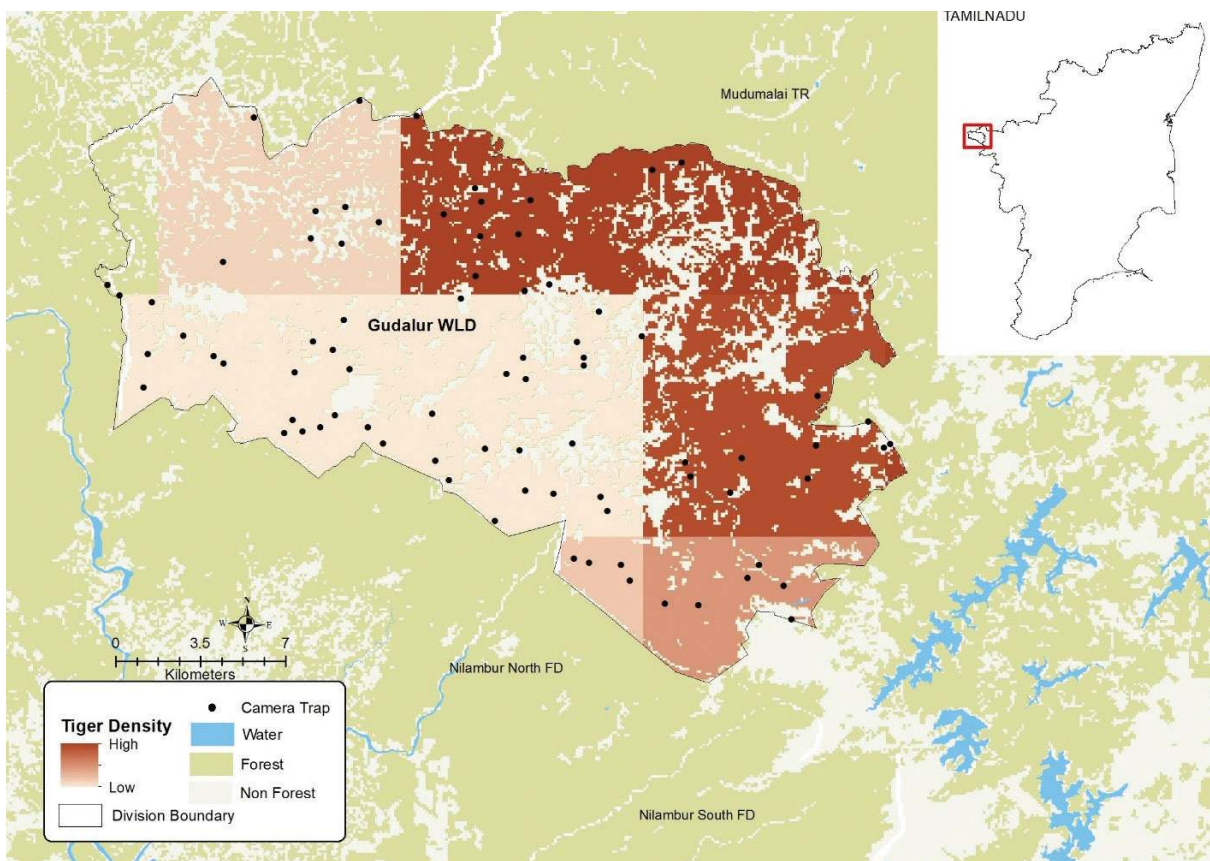 TAMILNADU
Mudumalai TR
Gudalur WLD
N
W E
S
0 3.5 7
Kilometers
Nilambur North FD
Nilambur South FD
Tiger Density
High
Low
Division Boundary
Camera Trap
Water
Forest
Non Forest